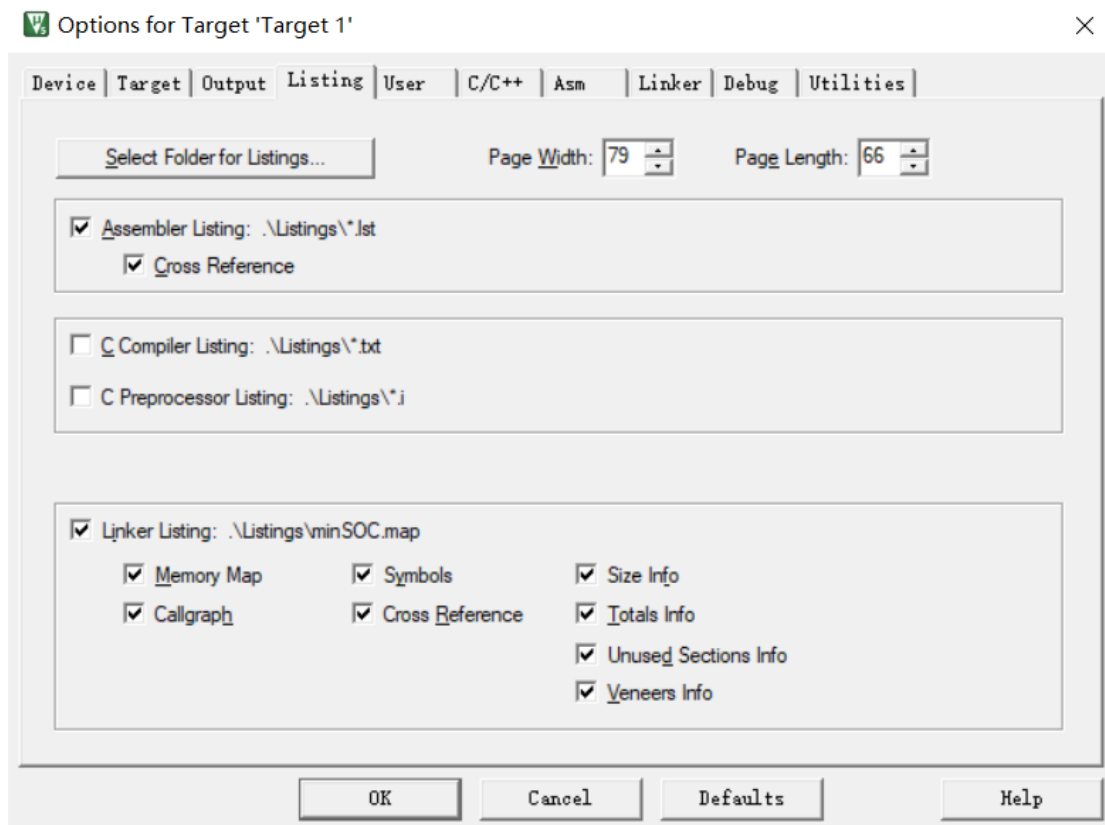 Options for Target 'Target 1'
Device Target Output Listing User C/C++ Asm Linker Debug Utilities
Select Folder for Listings... Page Width: 79 Page Length: 66
Assembler Listing: .\Listings\*.lst
Cross Reference
C Compiler Listing: .\Listings\*.txt
C Preprocessor Listing: .\Listings\*.i
Linker Listing: .\Listings\minSOC.map
Memory Map Symbols Size Info
Callgraph Cross Reference Totals Info
Unused Sections Info
Veneers Info
OK Cancel Defaults Help